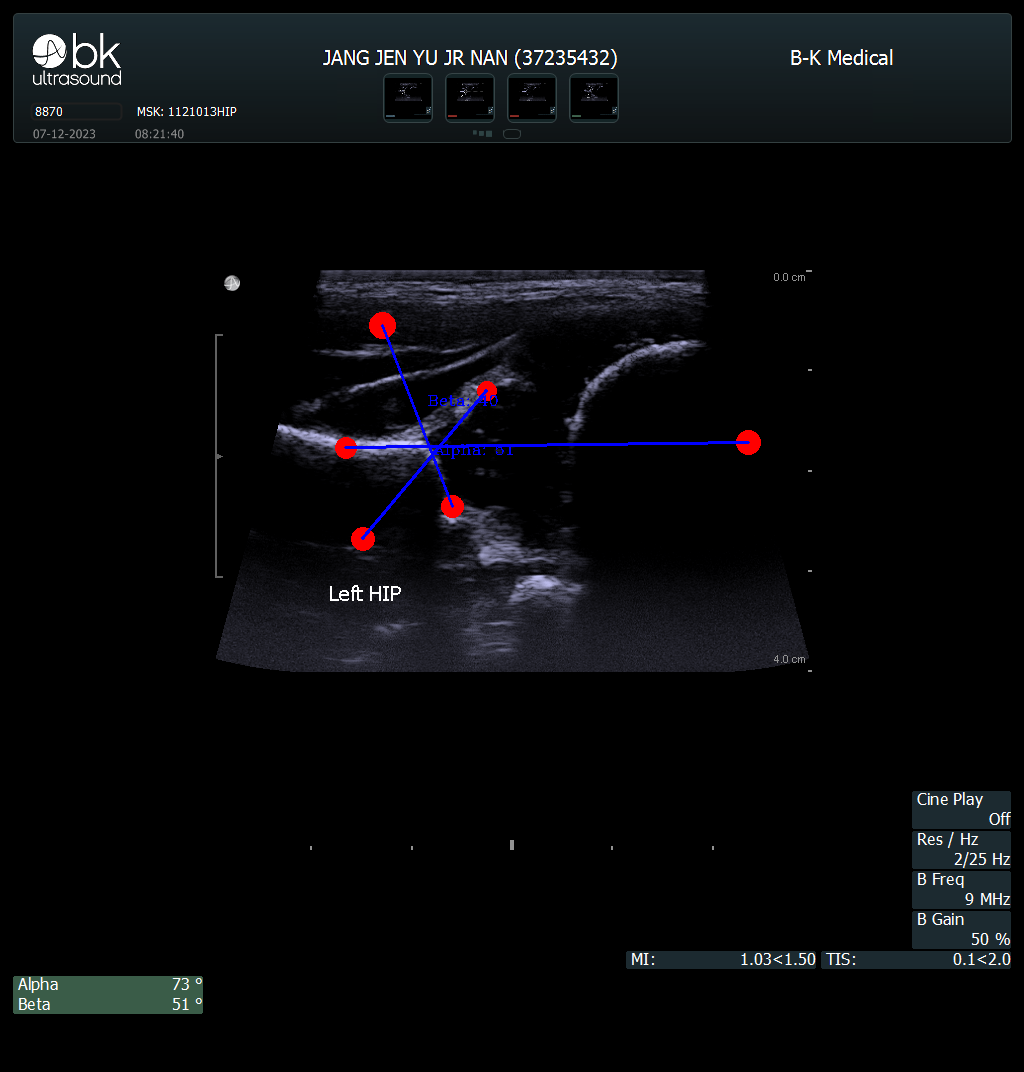 bk
ultrasound
JANG JEN YU JR NAN (37235432)
B-K Medical
8870
MSK: 1121013HIP
07-12-2023
08:21:40
0.0 cm
Beta: 49
Alpha: 61
Left HIP
4.0 cm
Cine Play
Off
Res / Hz
2/25 Hz
B Freq
9 MHz
B Gain
50 %
MI: 1.03<1.50
TIS: 0.1<2.0
Alpha 73 º
Beta 51 º